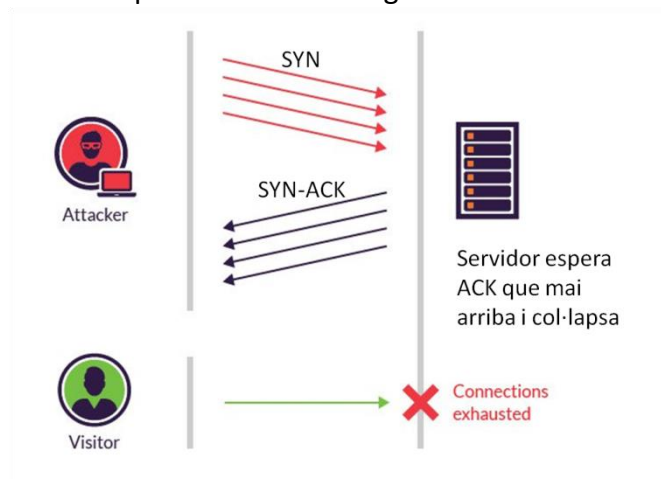 SYN
SYN-ACK
Attacker
Servidor espera
ACK que mai
arriba i col·lapsa
Connections
exhausted
Visitor